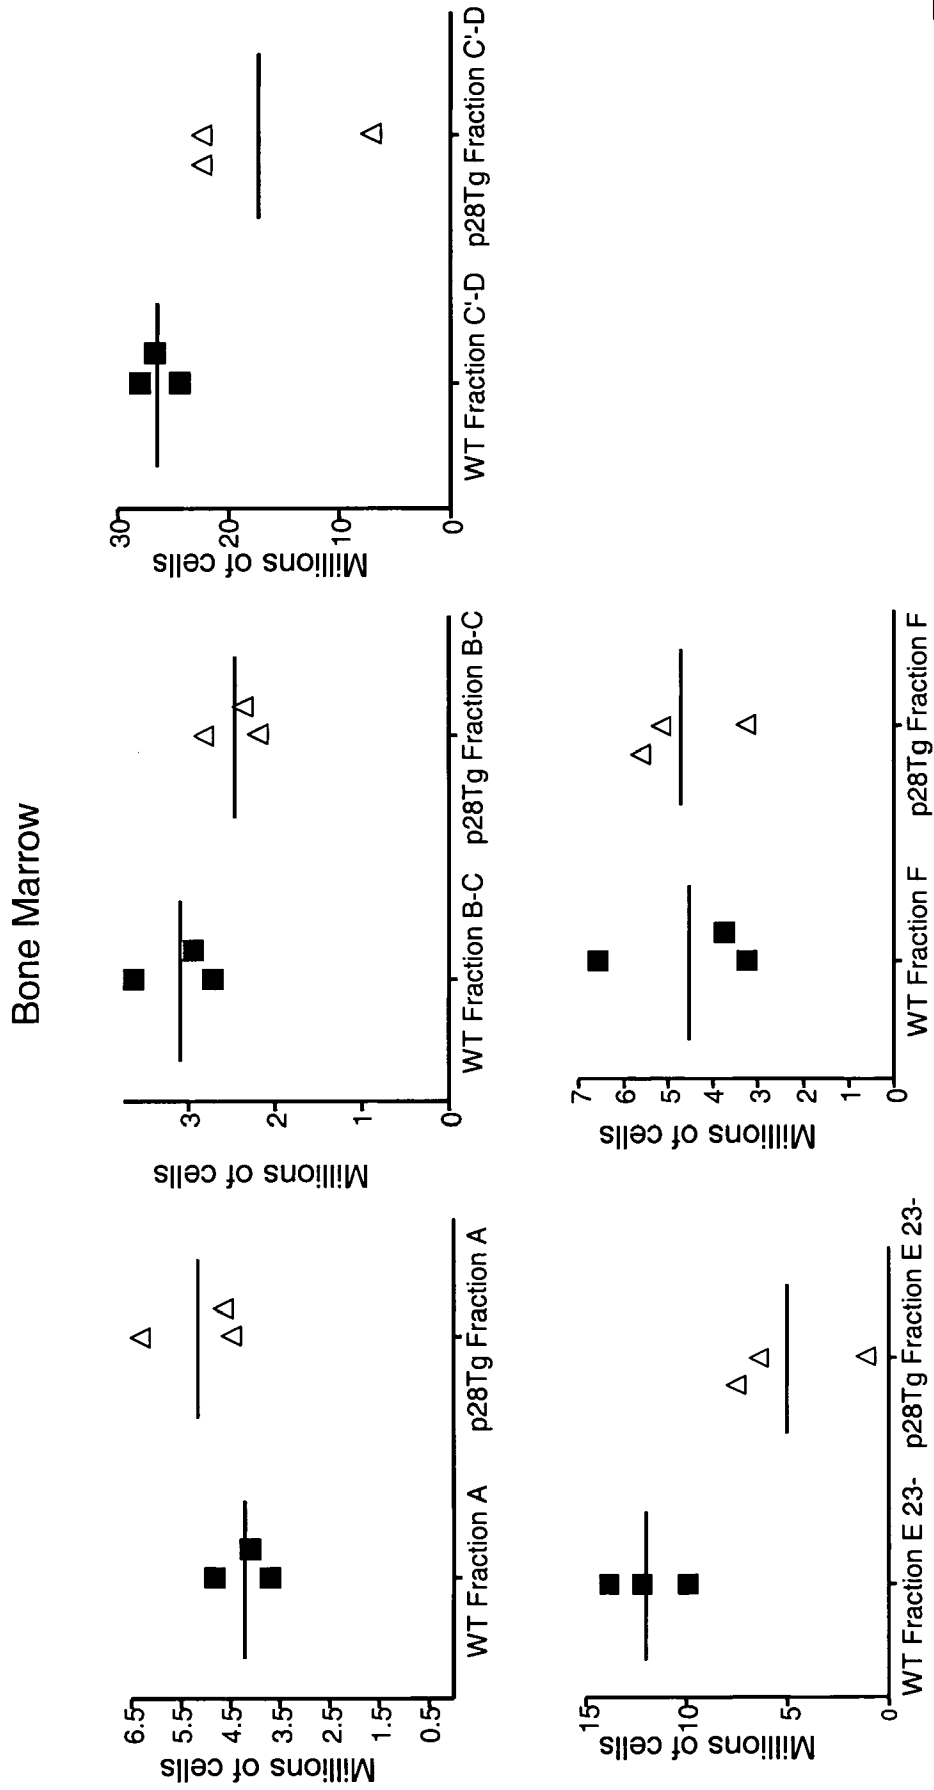 Bone Marrow
Millions of cells
6.5
5.5
4.5
3.5
2.5
1.5
0.5
WT Fraction A
p28Tg Fraction A
Millions of cells
3
2
1
0
WT Fraction B-C
p28Tg Fraction B-C
Millions of cells
30
20
10
0
WT Fraction C'-D
p28Tg Fraction C'-D
Millions of cells
15
10
5
0
WT Fraction E 23-
p28Tg Fraction E 23-
Millions of cells
7
6
5
4
3
2
1
0
WT Fraction F
p28Tg Fraction F